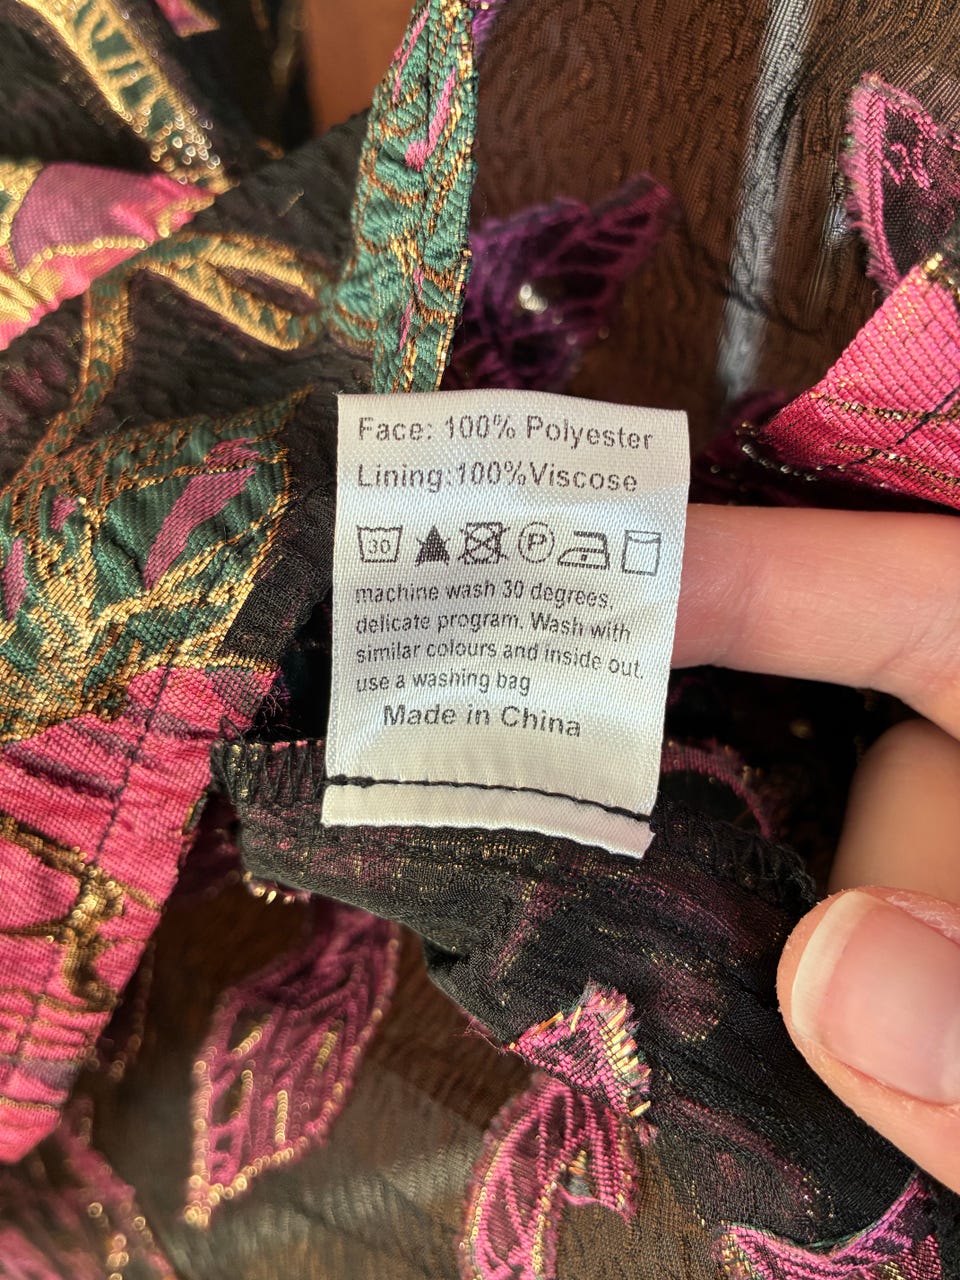 Face: 100% Polyester
Lining:100%Viscose
30 P
machine wash 30 degrees,
delicate program. Wash with
similar colours and inside out.
use a washing bag
Made in China